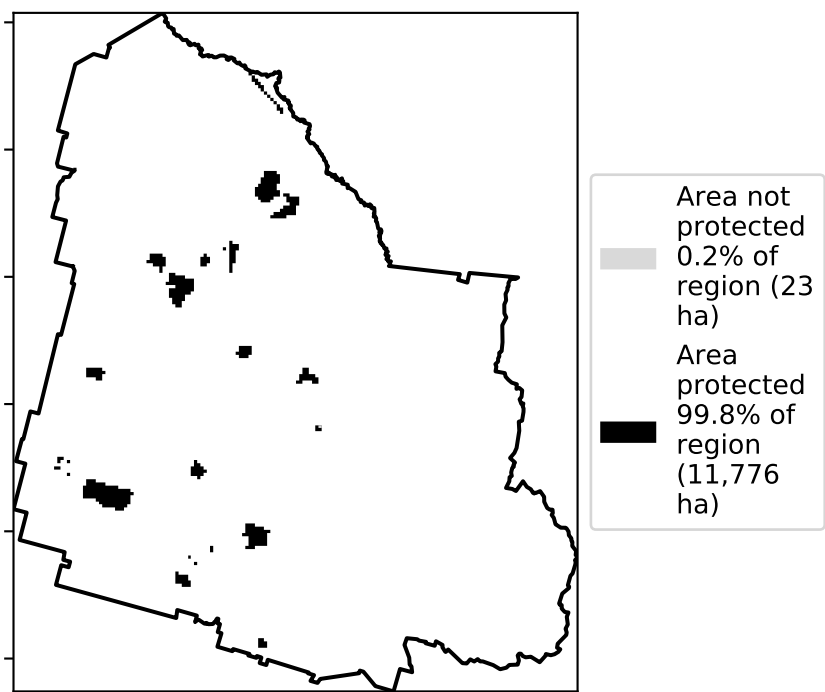 Area not
protected
0.2% of
region (23
ha)
Area
protected
99.8% of
region
(11,776
ha)